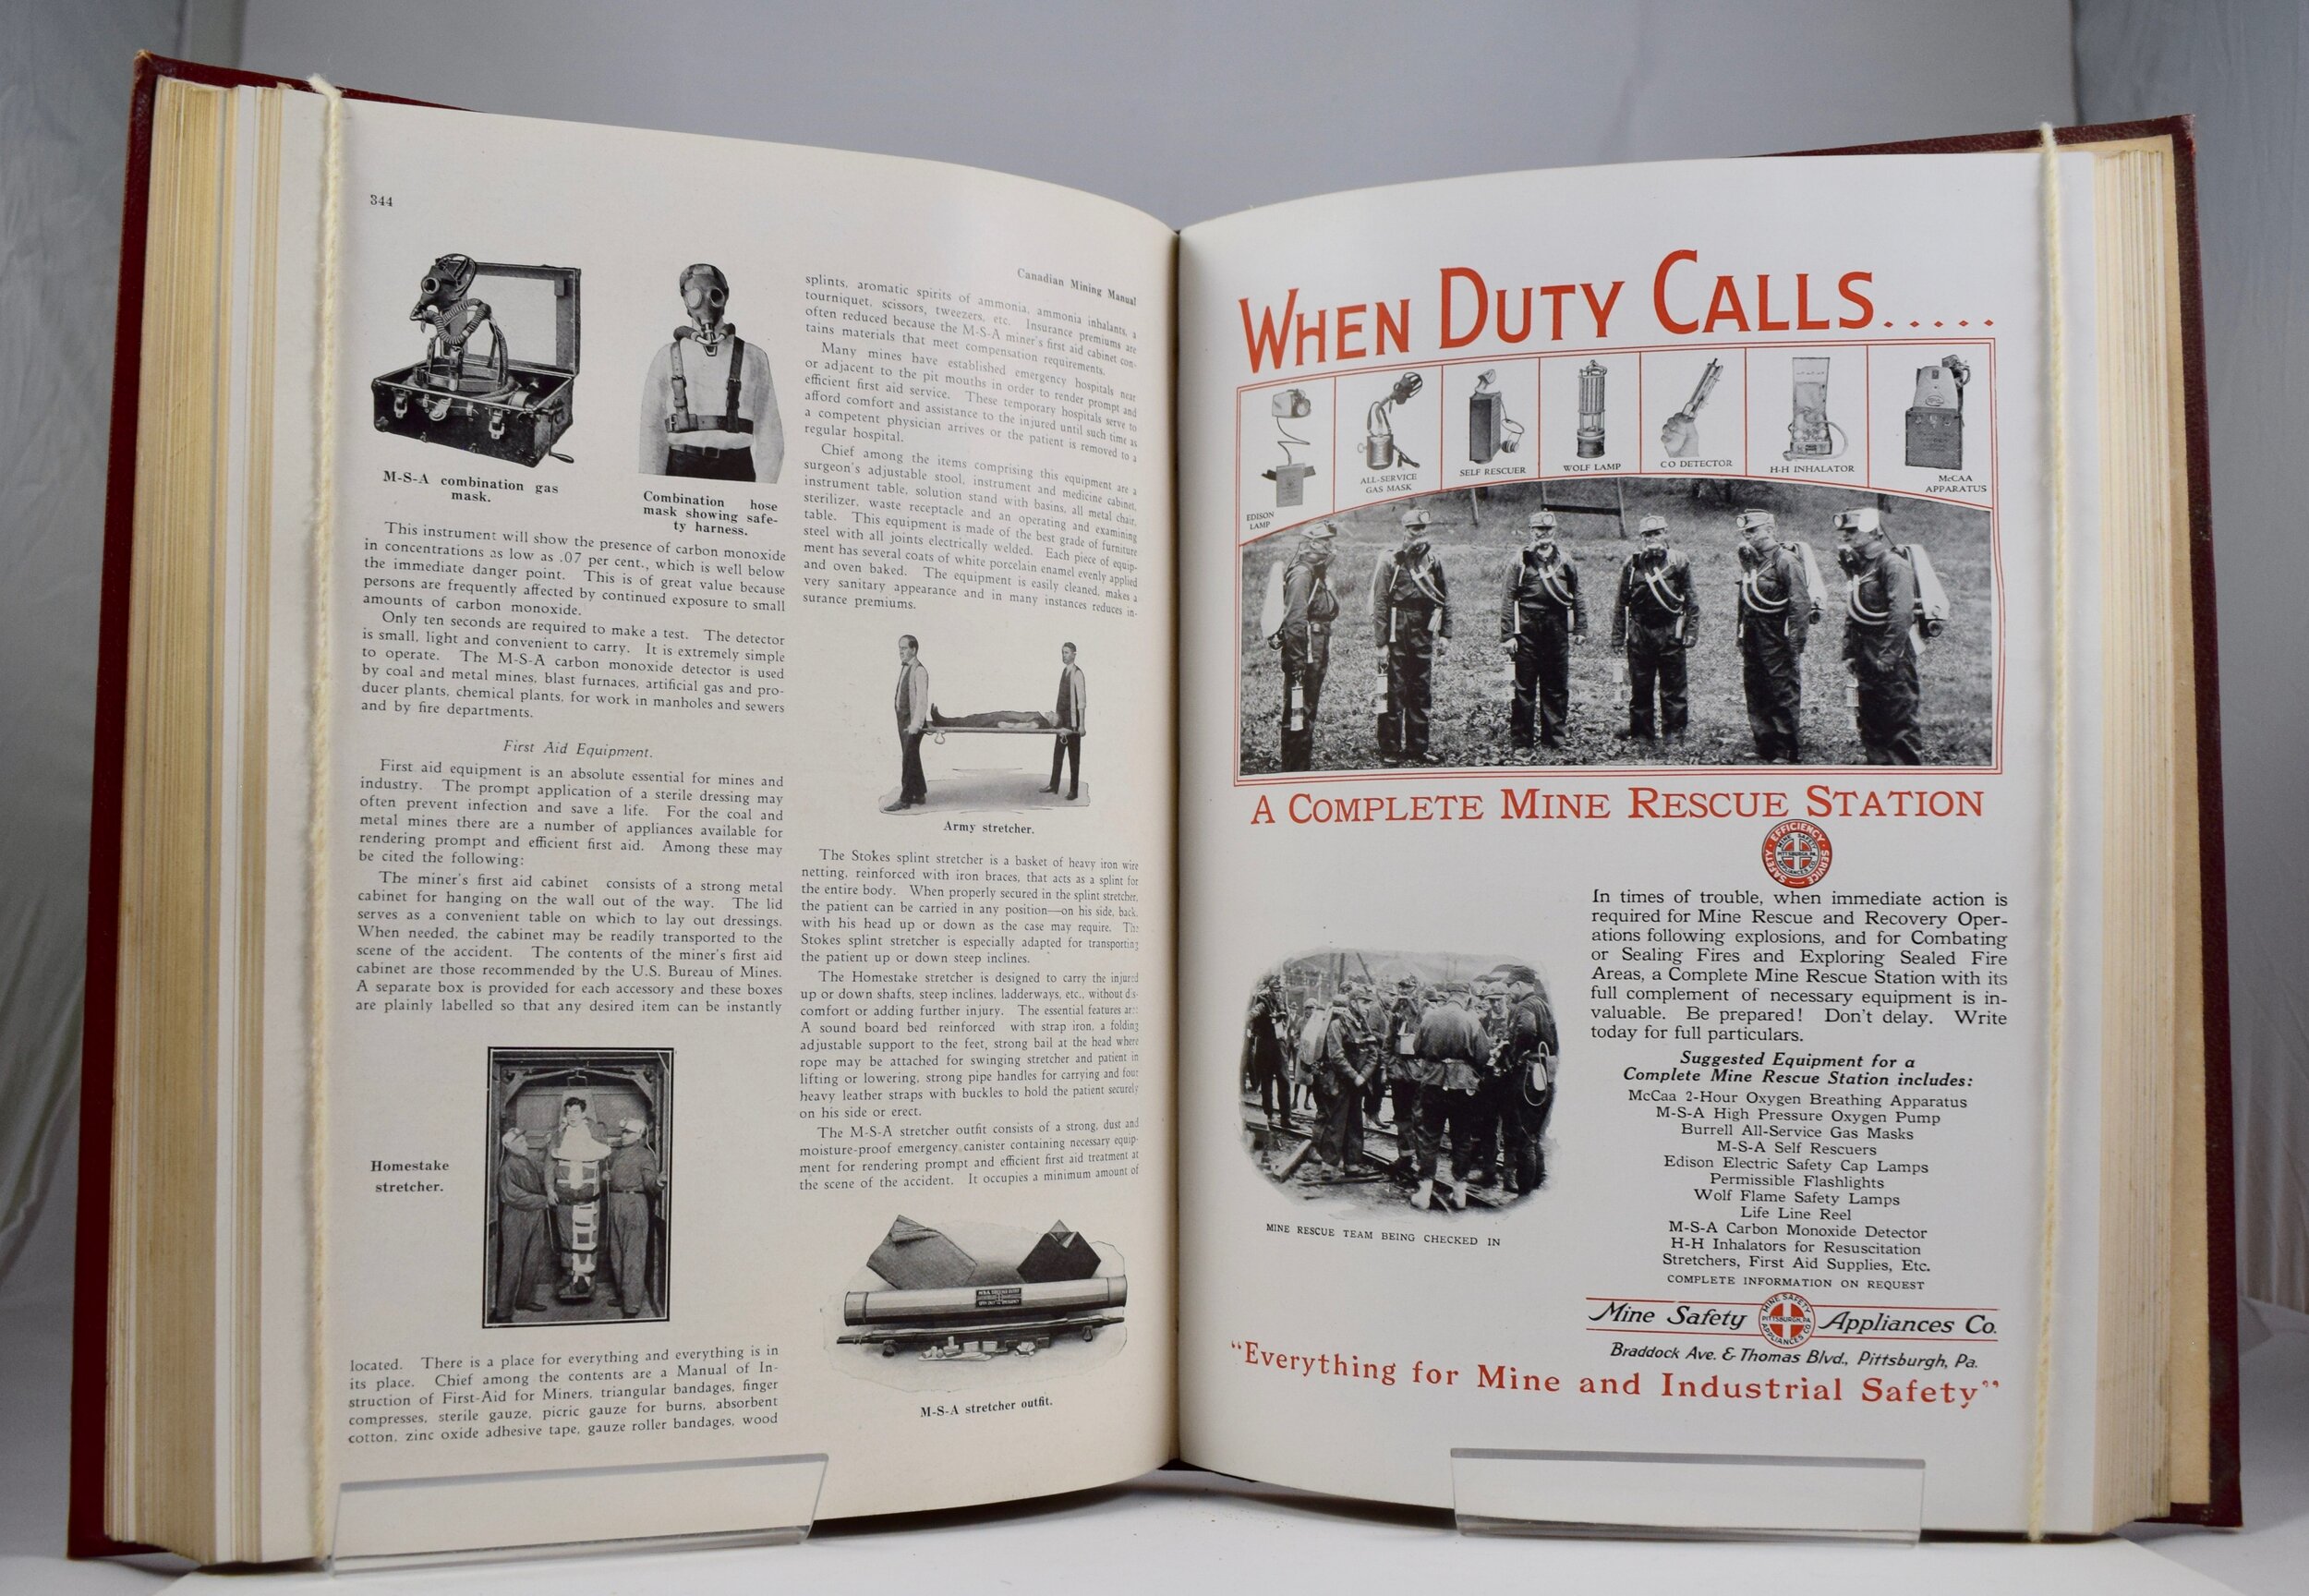 344
Canadian Mining Manual
M-S-A combination gas
mask.
Combination hose
mask showing safe-
ty harness.
This instrument will show the presence of carbon monoxide
in concentrations as low as .07 per cent., which is well below
the immediate danger point. This is of great value because
persons are frequently affected by continued exposure to small
amounts of carbon monoxide.
Only ten seconds are required to make a test. The detector
is small, light and convenient to carry. It is extremely simple
to operate. The M-S-A carbon monoxide detector is used
by coal and metal mines, blast furnaces, artificial gas and pro-
ducer plants, chemical plants, for work in manholes and sewers
and by fire departments.
First Aid Equipment.
First aid equipment is an absolute essential for mines and
industry. The prompt application of a sterile dressing may
often prevent infection and save a life. For the coal and
metal mines there are a number of appliances available for
rendering prompt and efficient first aid. Among these may
be cited the following:
The miner's first aid cabinet consists of a strong metal
cabinet for hanging on the wall out of the way. The lid
serves as a convenient table on which to lay out dressings.
When needed, the cabinet may be readily transported to the
scene of the accident. The contents of the miner's first aid
cabinet are those recommended by the U.S. Bureau of Mines.
A separate box is provided for each accessory and these boxes
are plainly labelled so that any desired item can be instantly
Homestake
stretcher.
located. There is a place for everything and everything is in
its place. Chief among the contents are a Manual of In-
struction of First-Aid for Miners, triangular bandages, finger
compresses, sterile gauze, picric gauze for burns, absorbent
cotton, zinc oxide adhesive tape, gauze roller bandages, wood
splints, aromatic spirits of ammonia, ammonia inhalants, a
tourniquet, scissors, tweezers, etc. Insurance premiums are
often reduced because the M-S-A miner's first aid cabinet con-
tains materials that meet compensation requirements.
Many mines have established emergency hospitals near
or adjacent to the pit mouths in order to render prompt and
efficient first aid service. These temporary hospitals serve to
afford comfort and assistance to the injured until such time as
a competent physician arrives or the patient is removed to a
regular hospital.
Chief among the items comprising this equipment are a
surgeon's adjustable stool, instrument and medicine cabinet,
instrument table, solution stand with basins, all metal chair,
sterilizer, waste receptacle and an operating and examining
table. This equipment is made of the best grade of furniture
steel with all joints electrically welded. Each piece of equip-
ment has several coats of white porcelain enamel evenly applied
and oven baked. The equipment is easily cleaned, makes a
very sanitary appearance and in many instances reduces in-
surance premiums.
Army stretcher.
The Stokes splint stretcher is a basket of heavy iron wire
netting, reinforced with iron braces, that acts as a splint for
the entire body. When properly secured in the splint stretcher,
the patient can be carried in any position—on his side, back,
with his head up or down as the case may require. The
Stokes splint stretcher is especially adapted for transporting
the patient up or down steep inclines.
The Homestake stretcher is designed to carry the injured
up or down shafts, steep inclines, ladderways, etc., without dis-
comfort or adding further injury. The essential features are:
A sound board bed reinforced with strap iron, a folding
adjustable support to the feet, strong bail at the head where
rope may be attached for swinging stretcher and patient in
lifting or lowering, strong pipe handles for carrying and four
heavy leather straps with buckles to hold the patient securely
on his side or erect.
The M-S-A stretcher outfit consists of a strong, dust and
moisture-proof emergency canister containing necessary equip-
ment for rendering prompt and efficient first aid treatment at
the scene of the accident. It occupies a minimum amount of
M-S-A stretcher outfit.
WHEN DUTY CALLS.....
EDISON
LAMP
ALL-SERVICE
GAS MASK
SELF RESCUER
WOLF LAMP
CO DETECTOR
H-H INHALATOR
McCAA
APPARATUS
A COMPLETE MINE RESCUE STATION
SAFETY EFFICIENCY SERVICE
MINE SAFETY APPLIANCES CO.
PITTSBURGH, PA.
In times of trouble, when immediate action is
required for Mine Rescue and Recovery Oper-
ations following explosions, and for Combating
or Sealing Fires and Exploring Sealed Fire
Areas, a Complete Mine Rescue Station with its
full complement of necessary equipment is in-
valuable. Be prepared! Don't delay. Write
today for full particulars.
MINE RESCUE TEAM BEING CHECKED IN
Suggested Equipment for a
Complete Mine Rescue Station includes:
McCaa 2-Hour Oxygen Breathing Apparatus
M-S-A High Pressure Oxygen Pump
Burrell All-Service Gas Masks
M-S-A Self Rescuers
Edison Electric Safety Cap Lamps
Permissible Flashlights
Wolf Flame Safety Lamps
Life Line Reel
M-S-A Carbon Monoxide Detector
H-H Inhalators for Resuscitation
Stretchers, First Aid Supplies, Etc.
COMPLETE INFORMATION ON REQUEST
Mine Safety Appliances Co.
MINE SAFETY APPLIANCES CO
PITTSBURGH, PA
Braddock Ave. & Thomas Blvd., Pittsburgh, Pa.
"Everything for Mine and Industrial Safety"